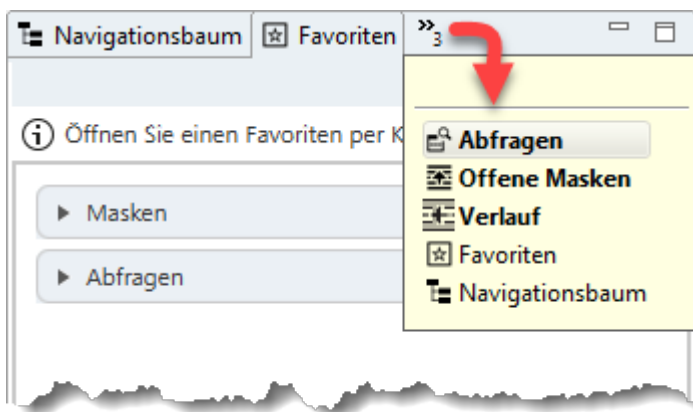 Navigationsbaum Favoriten »3
Öffnen Sie einen Favoriten per K
Masken
Abfragen
Abfragen
Offene Masken
Verlauf
Favoriten
Navigationsbaum